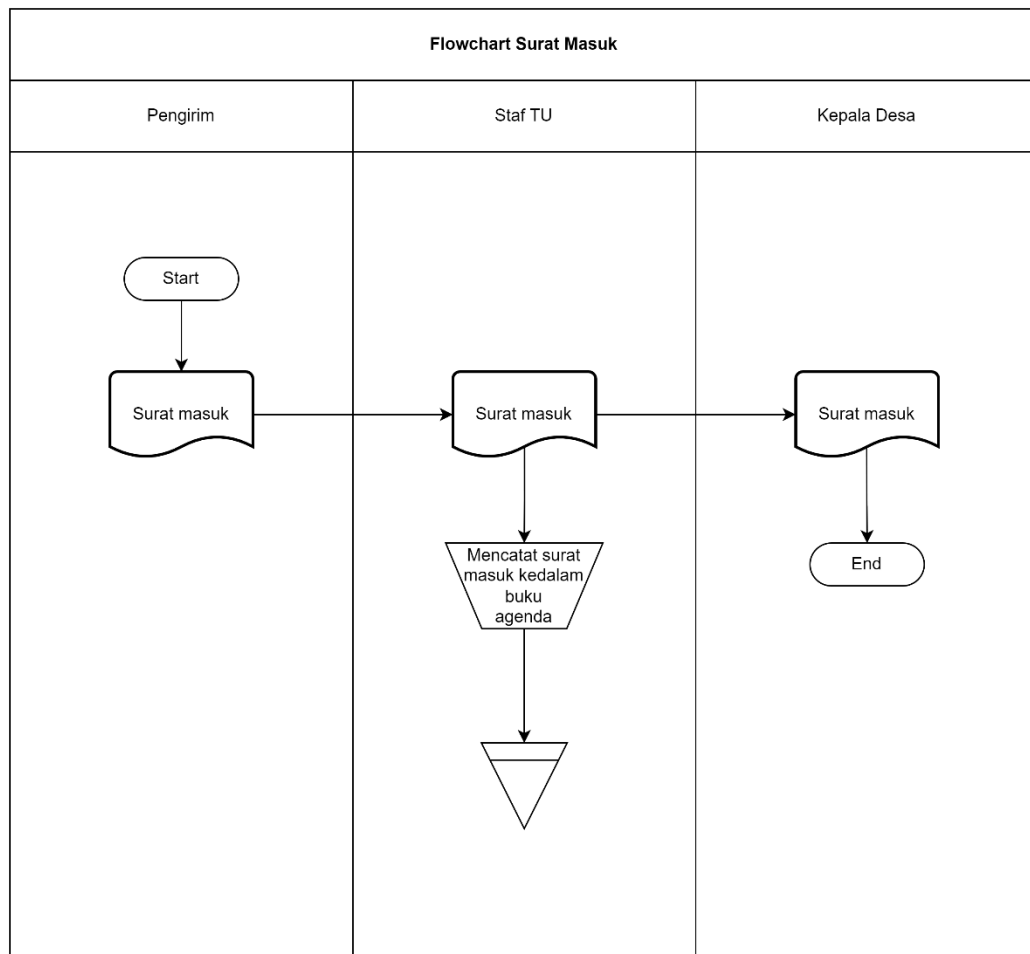 Flowchart Surat Masuk
Pengirim
Staf TU
Kepala Desa
Start
Surat masuk
Surat masuk
Surat masuk
Mencatat surat
masuk kedalam
buku
agenda
End